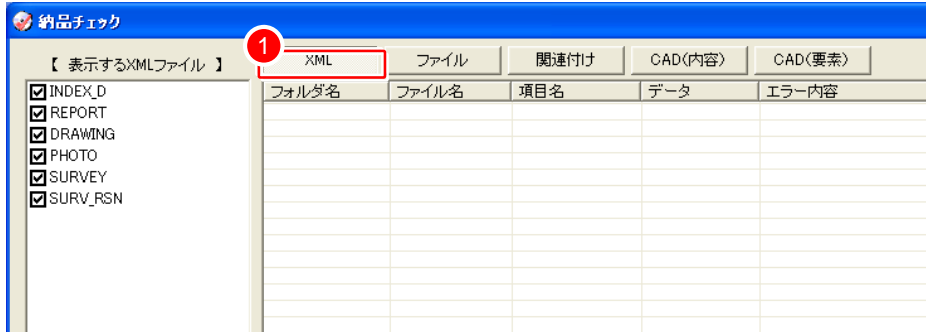 納品チェック
1
【 表示するXMLファイル 】
XML ファイル 関連付け CAD(内容) CAD(要素)
フォルダ名 ファイル名 項目名 データ エラー内容
INDEX_D
REPORT
DRAWING
PHOTO
SURVEY
SURV_RSN